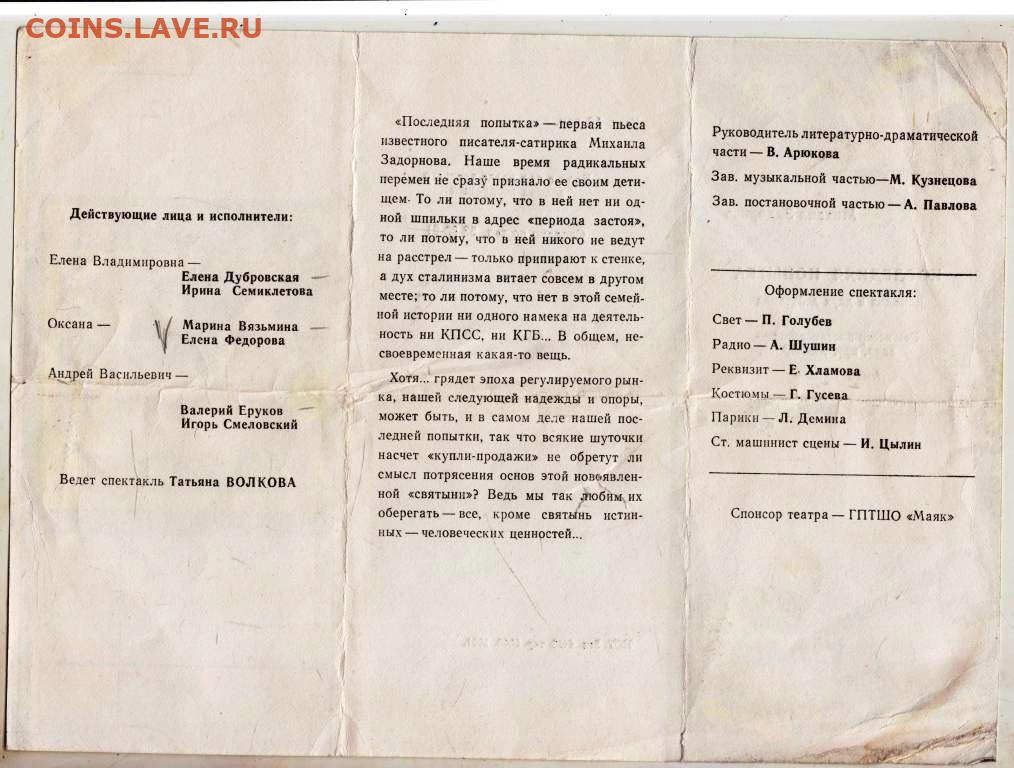 COINS.LAVE.RU
Действующие лица и исполнители:
Елена Владимировна —
Елена Дубровская
Ирина Семиклетова
Оксана —
Марина Вязьмина
Елена Федорова
Андрей Васильевич —
Валерий Еруков
Игорь Смеловский
Ведет спектакль Татьяна ВОЛКОВА
«Последняя попытка» — первая пьеса
известного писателя-сатирика Михаила
Задорнова. Наше время радикальных
перемен не сразу признало ее своим дети-
щем. То ли потому, что в ней нет ни од-
ной шпильки в адрес «периода застоя»,
то ли потому, что в ней никого не ведут
на расстрел — только припирают к стенке,
а дух сталинизма витает совсем в другом
месте; то ли потому, что нет в этой семей-
ной истории ни одного намека на деятель-
ность ни КПСС, ни КГБ... В общем, не-
своевременная какая-то вещь.
Хотя... грядет эпоха регулируемого рын-
ка, нашей следующей надежды и опоры,
может быть, и в самом деле нашей пос-
ледней попытки, так что всякие шуточки
насчет «купли-продажи» не обретут ли
смысл потрясения основ этой новоявлен-
ной «святыни»? Ведь мы так любим их
оберегать — все, кроме святынь истин-
ных — человеческих ценностей...
Руководитель литературно-драматической
части — В. Арюкова
Зав. музыкальной частью — М. Кузнецова
Зав. постановочной частью — А. Павлова
Оформление спектакля:
Свет — П. Голубев
Радио — А. Шушин
Реквизит — Е. Хламова
Костюмы — Г. Гусева
Парики — Л. Демина
Ст. машинист сцены — И. Цылин
Спонсор театра — ГПТШО «Маяк»